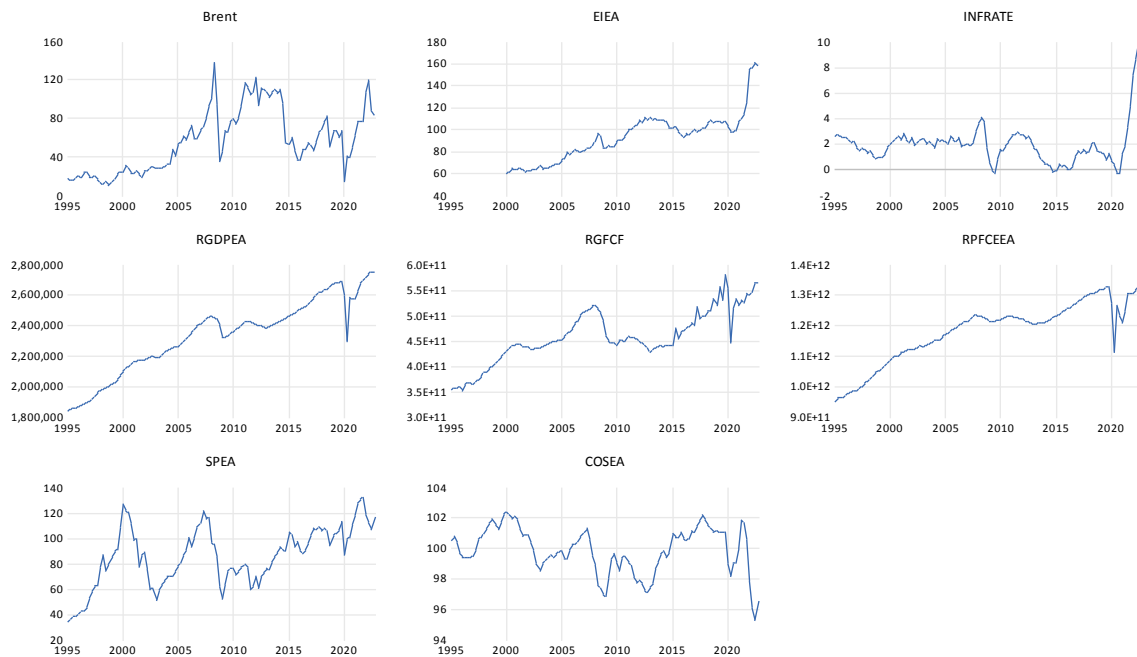 Brent
160
120
80
40
0
1995 2000 2005 2010 2015 2020
EIEA
180
160
140
120
100
80
60
40
1995 2000 2005 2010 2015 2020
INFRATE
10
8
6
4
2
0
-2
1995 2000 2005 2010 2015 2020
RGDPEA
2,800,000
2,600,000
2,400,000
2,200,000
2,000,000
1,800,000
1995 2000 2005 2010 2015 2020
RGFCF
6.0E+11
5.5E+11
5.0E+11
4.5E+11
4.0E+11
3.5E+11
3.0E+11
1995 2000 2005 2010 2015 2020
RPFCEEA
1.4E+12
1.3E+12
1.2E+12
1.1E+12
1.0E+12
9.0E+11
1995 2000 2005 2010 2015 2020
SPEA
140
120
100
80
60
40
20
1995 2000 2005 2010 2015 2020
COSEA
104
102
100
98
96
94
1995 2000 2005 2010 2015 2020